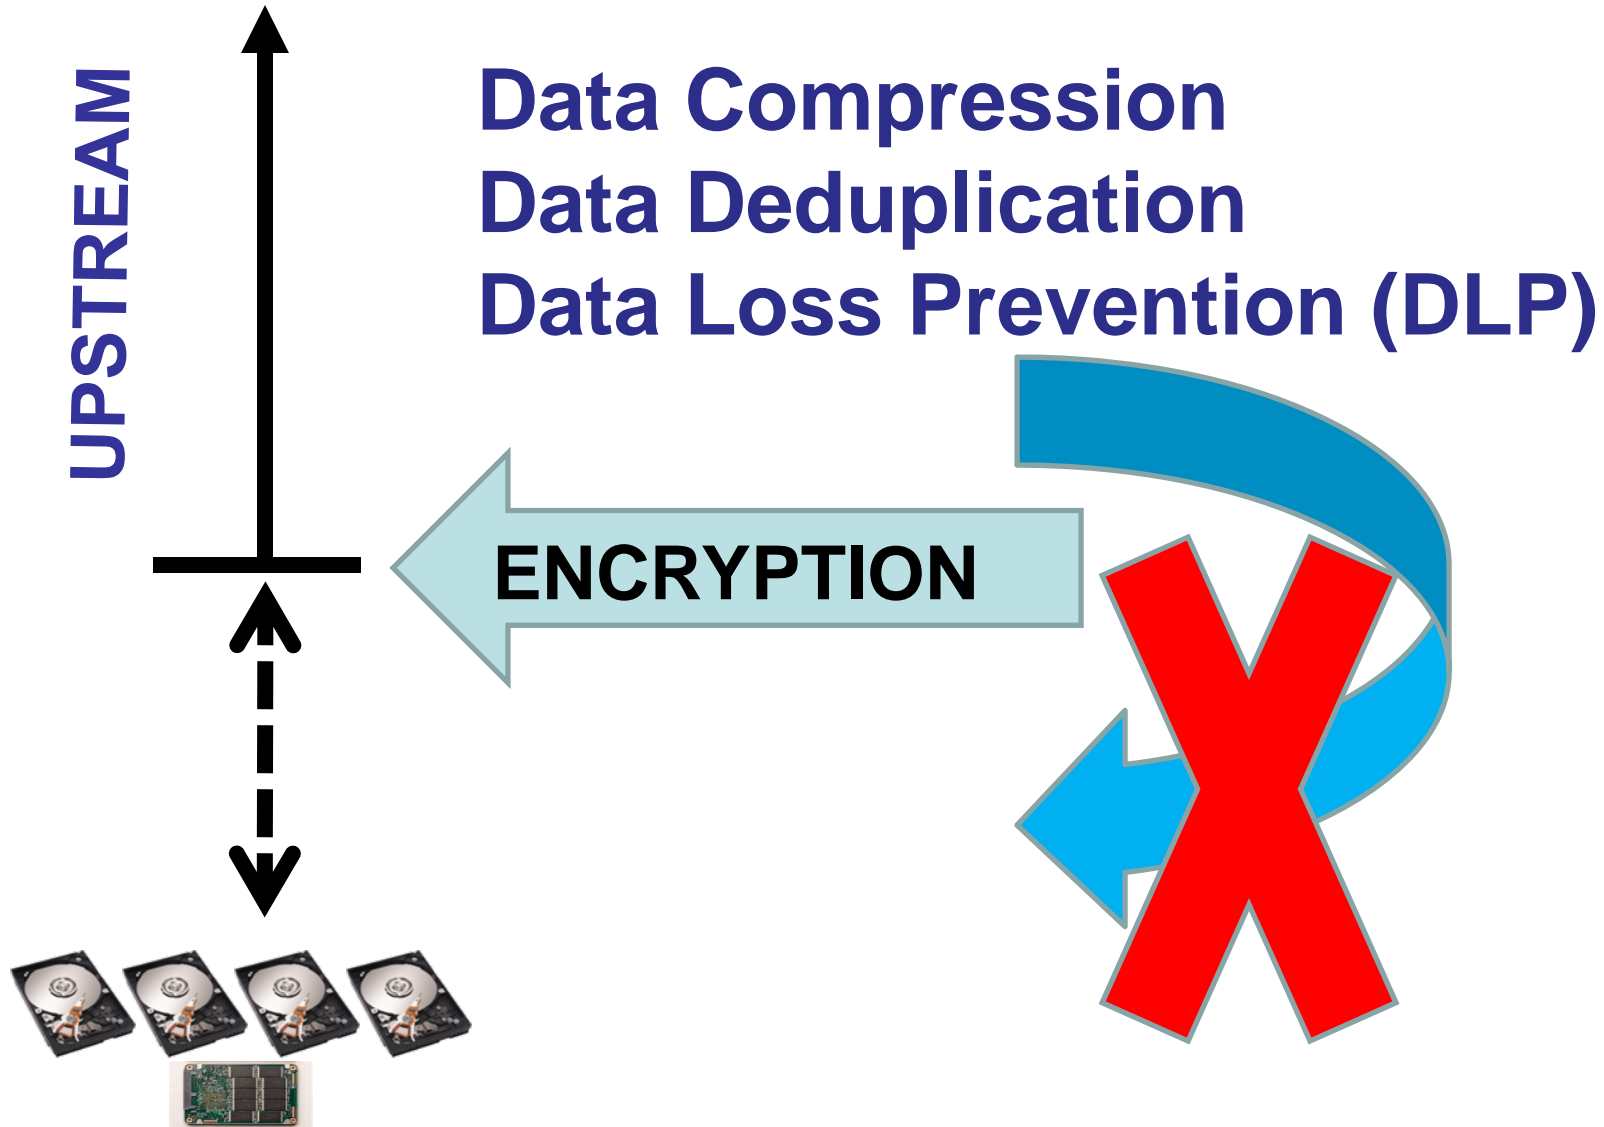 UPSTREAM
Data Compression
Data Deduplication
Data Loss Prevention (DLP)
ENCRYPTION